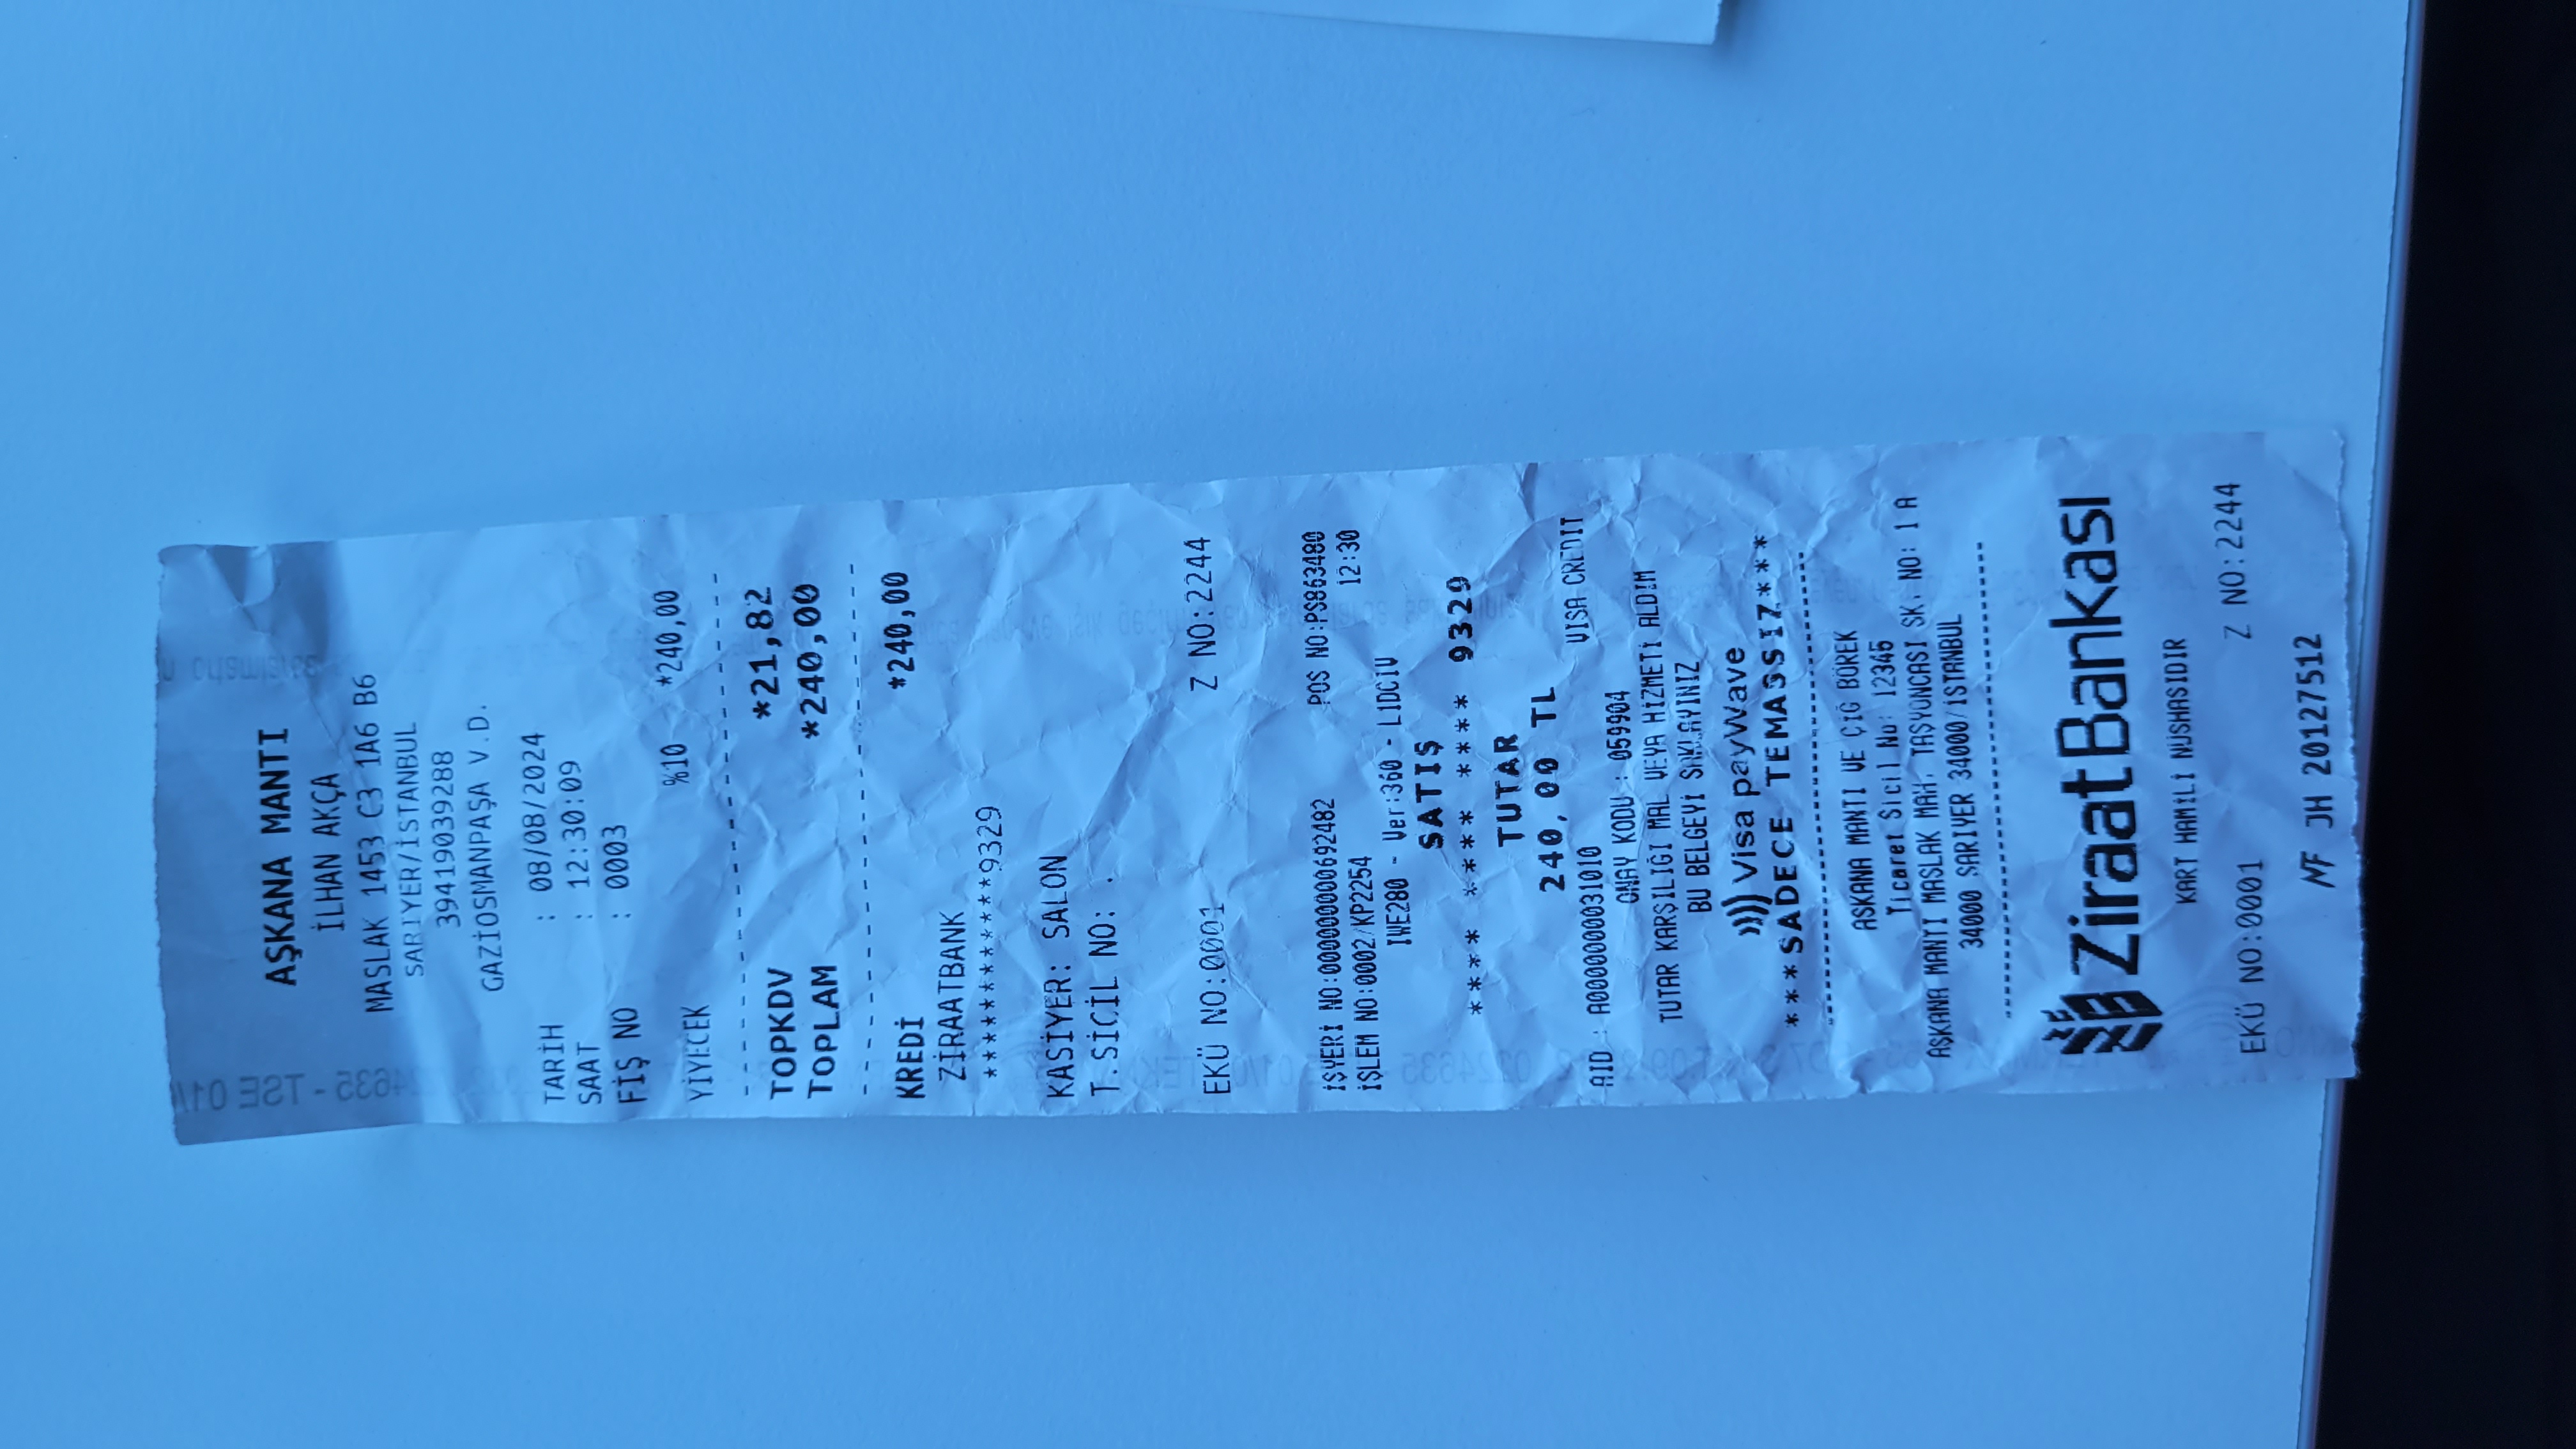 AŞKANA MANTI
İLHAN AKÇA
MASLAK 1453 C3 1A6 B6
SARIYER/İSTANBUL
39419039288
GAZİOSMANPAŞA V.D.
TARİH : 08/08/2024
SAAT : 12:30:09
FİŞ NO : 0003
YİYECEK %10 *240,00
TOPKDV *21,82
TOPLAM *240,00
KREDİ *240,00
ZİRAATBANK
************9329
KASİYER: SALON
T.SİCİL NO: .
EKÜ NO:0001 Z NO:2244
İŞYERİ NO:000000000692482 POS NO:PS863480
İŞLEM NO:0002/KP2254 12:30
IWE280 - Ver:360 - L1DCİV
SATIŞ
**** **** **** 9329
TUTAR
240,00 TL
AID : A0000000031010 VISA CREDIT
ONAY KODU : 059904
TUTAR KARŞILIĞI MAL VEYA HİZMETİ ALDIM
BU BELGEYİ SAKLAYINIZ
Visa payWave
***SADECE TEMASSIZ***
ASKANA MANTI VE ÇİĞ BÖREK
Ticaret Sicil No: 12345
AŞKANA MANTI MASLAK MAH. TAŞYONCASI SK. NO: 1 A
34000 SARIYER 34000/İSTANBUL
Ziraat Bankası
KART HAMİLİ NÜSHASIDIR
EKÜ NO:0001 Z NO:2244
MF JH 20127512